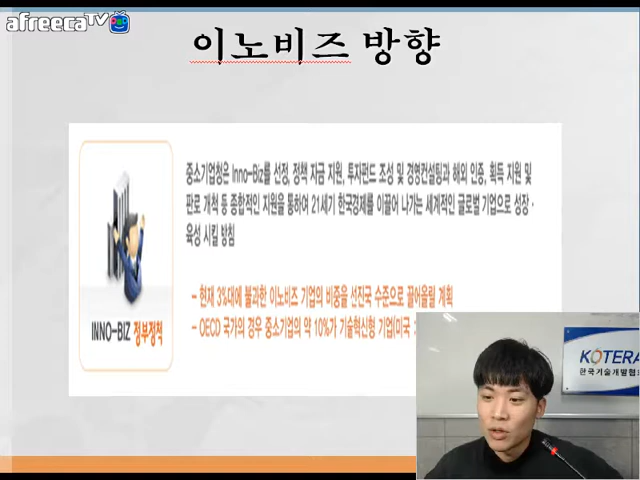 afreecaTV
이노비즈 방향
중소기업청은 Inno-Biz를 선정, 정책 자금 지원, 투자펀드 조성 및 경영컨설팅과 해외 인증, 획득 지원 및
판로 개척 등 종합적인 지원을 통하여 21세기 한국경제를 이끌어 나가는 세계적인 글로벌 기업으로 성장·
육성 시킬 방침
- 현재 3%대에 불과한 이노비즈 기업의 비중을 선진국 수준으로 끌어올릴 계획
- OECD 국가의 경우 중소기업의 약 10%가 기술혁신형 기업(미국
INNO-BIZ 정부정책
KOTERA
한국기술개발협